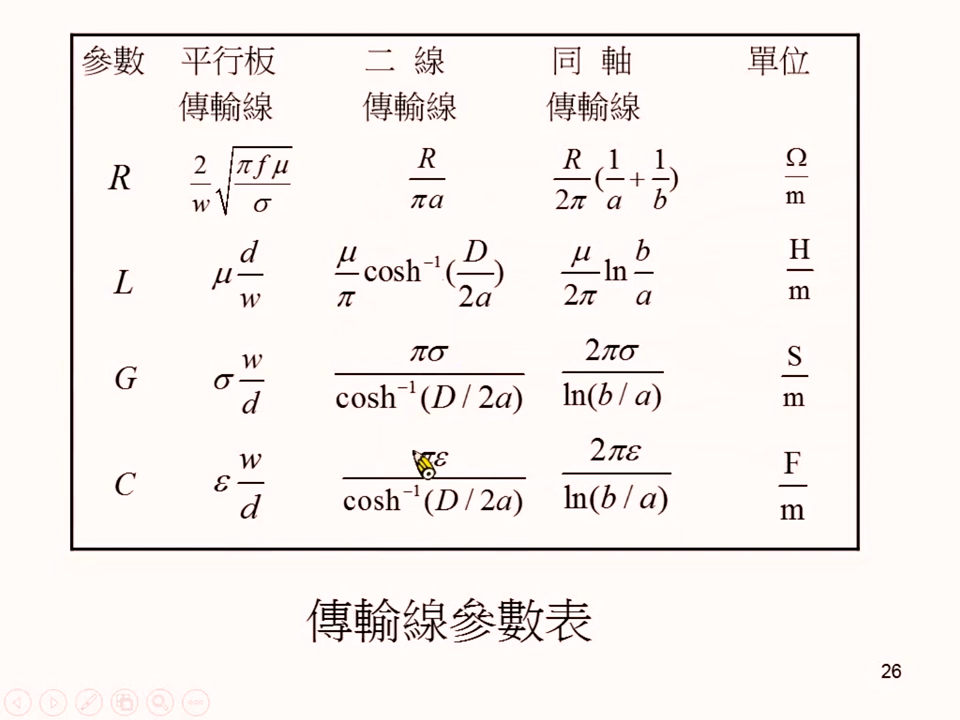 參數 平行板 二 線 同 軸 單位
傳輸線 傳輸線 傳輸線
R 2/w √(πfμ/σ) R/πa R/2π (1/a + 1/b) Ω/m
L μ d/w μ/π cosh⁻¹(D/2a) μ/2π ln b/a H/m
G σ w/d πσ/cosh⁻¹(D / 2a) 2πσ/ln(b / a) S/m
C ε w/d πε/cosh⁻¹(D / 2a) 2πε/ln(b / a) F/m
傳輸線參數表
26